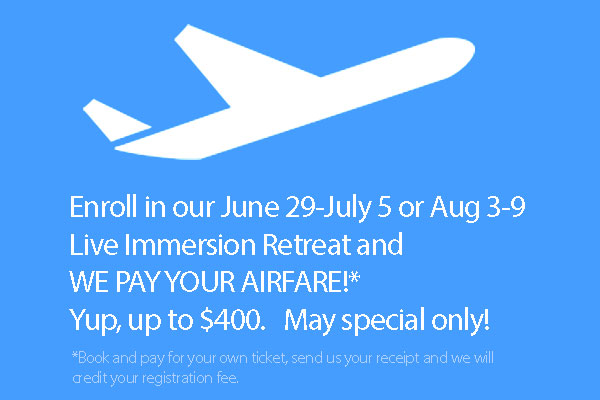 Enroll in our June 29-July 5 or Aug 3-9
Live Immersion Retreat and
WE PAY YOUR AIRFARE!*
Yup, up to $400. May special only!
*Book and pay for your own ticket, send us your receipt and we will
credit your registration fee.